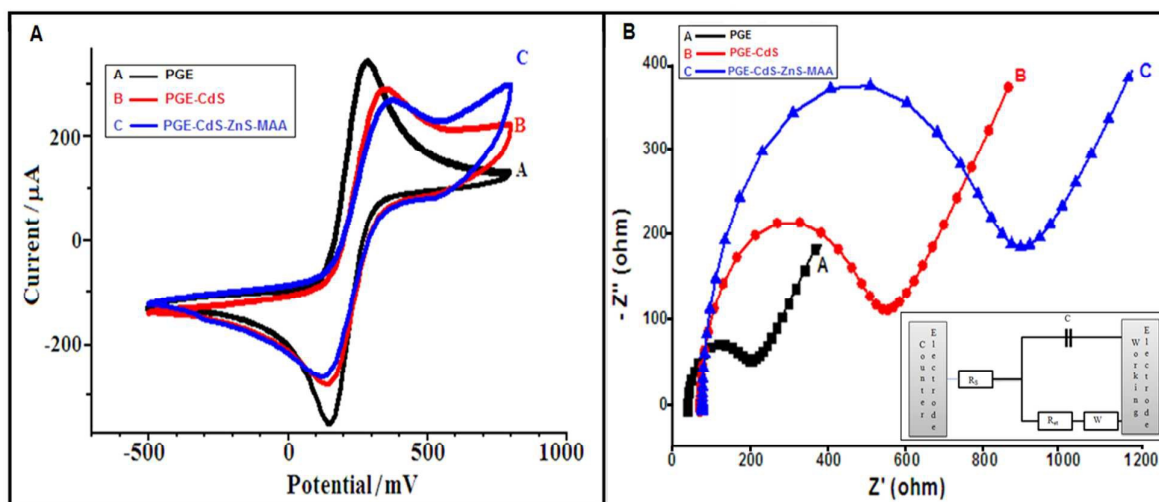 A
A PGE
B PGE-CdS
C PGE-CdS-ZnS-MAA
C
B
A
200
0
-200
Current /µA
-500 0 500 1000
Potential /mV
B
A PGE
B PGE-CdS
C PGE-CdS-ZnS-MAA
B
C
A
400
300
200
100
0
- Z'' (ohm)
0 200 400 600 800 1000 1200
Z' (ohm)
Counter Electrode
RS
C
Rct
W
Working Electrode